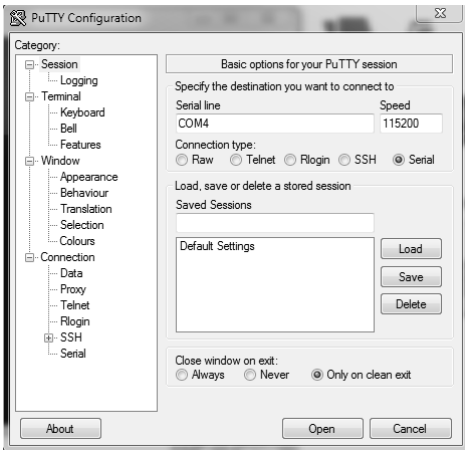 PuTTY Configuration
Category:
Session
Logging
Terminal
Keyboard
Bell
Features
Window
Appearance
Behaviour
Translation
Selection
Colours
Connection
Data
Proxy
Telnet
Rlogin
SSH
Serial
Basic options for your PuTTY session
Specify the destination you want to connect to
Serial line Speed
COM4 115200
Connection type:
Raw Telnet Rlogin SSH Serial
Load, save or delete a stored session
Saved Sessions
Default Settings
Load
Save
Delete
Close window on exit:
Always Never Only on clean exit
About Open Cancel